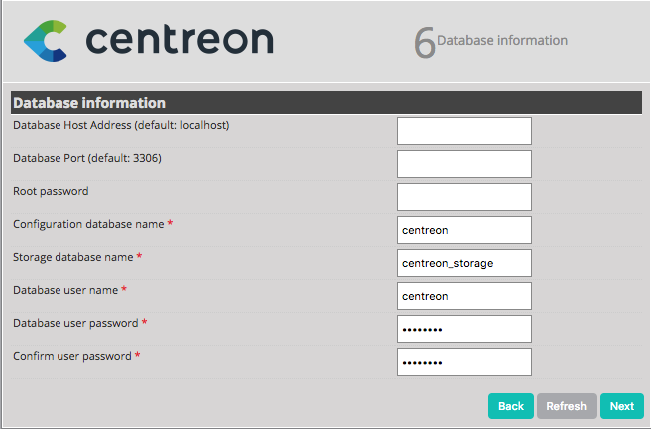 centreon
6 Database information
Database information
Database Host Address (default: localhost)
Database Port (default: 3306)
Root password
Configuration database name * centreon
Storage database name * centreon_storage
Database user name * centreon
Database user password * ••••••••
Confirm user password * ••••••••
Back Refresh Next